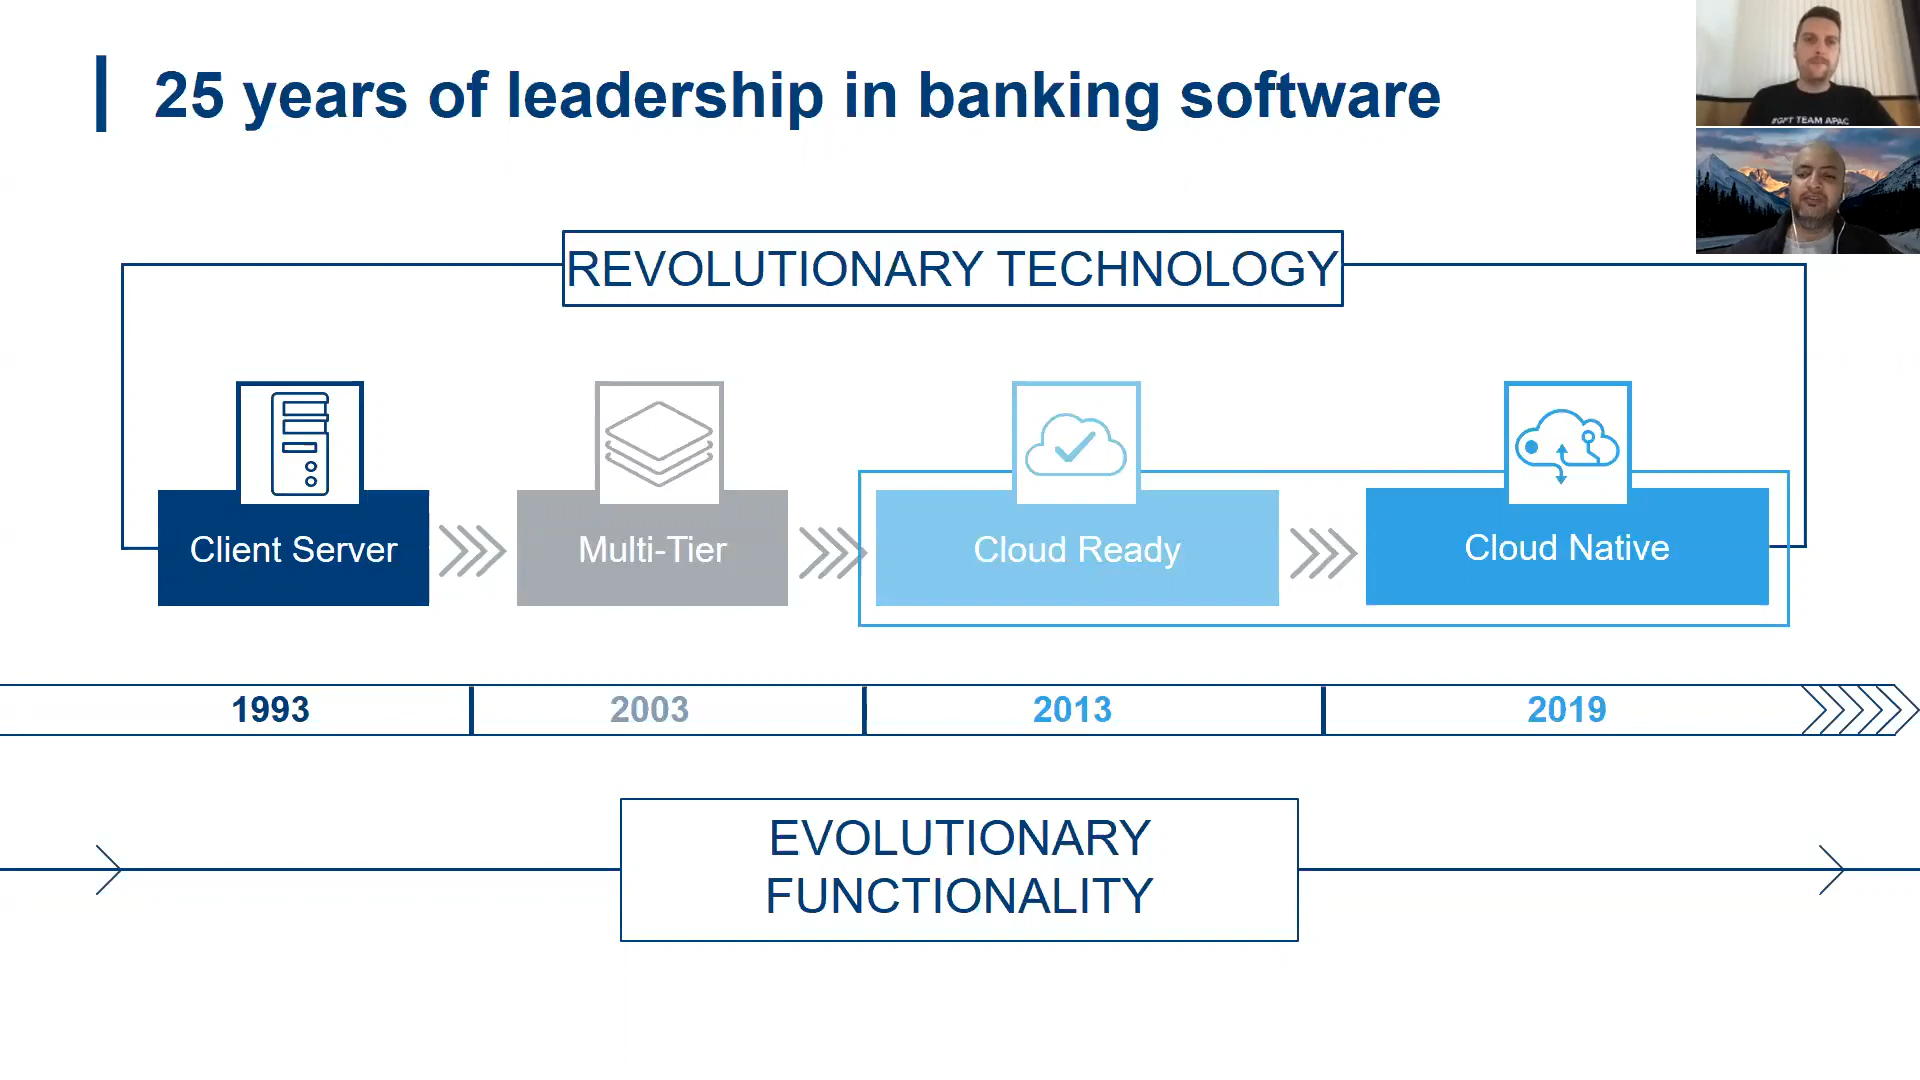 25 years of leadership in banking software
#GFT TEAM APAC
REVOLUTIONARY TECHNOLOGY
Client Server
Multi-Tier
Cloud Ready
Cloud Native
1993
2003
2013
2019
EVOLUTIONARY
FUNCTIONALITY